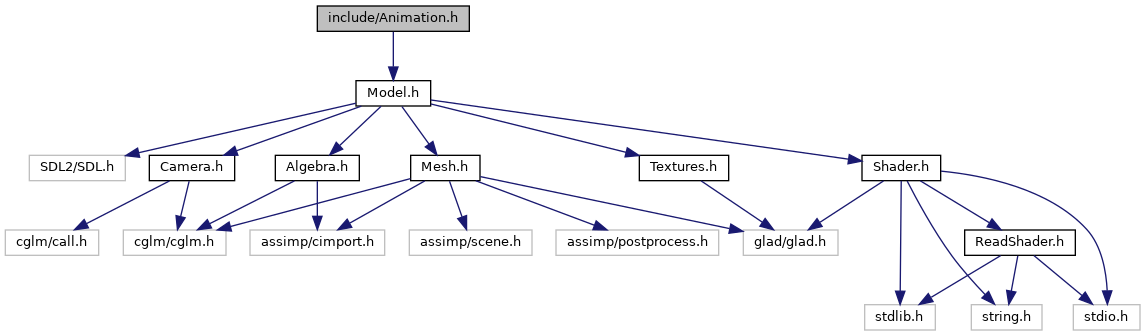 include/Animation.h
Model.h
SDL2/SDL.h
Camera.h
Algebra.h
Mesh.h
Textures.h
Shader.h
cglm/call.h
cglm/cglm.h
assimp/cimport.h
assimp/scene.h
assimp/postprocess.h
glad/glad.h
ReadShader.h
stdlib.h
string.h
stdio.h